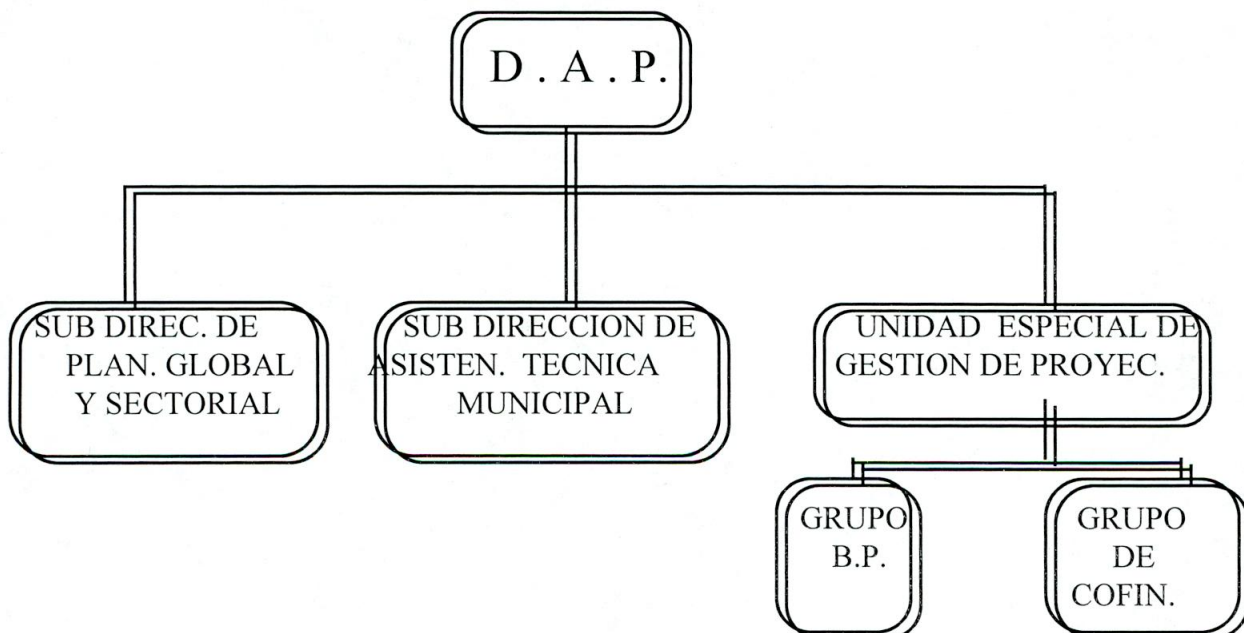 D . A . P.
SUB DIREC. DE
PLAN. GLOBAL
Y SECTORIAL
SUB DIRECCION DE
ASISTEN. TECNICA
MUNICIPAL
UNIDAD ESPECIAL DE
GESTION DE PROYEC.
GRUPO
B.P.
GRUPO
DE
COFIN.